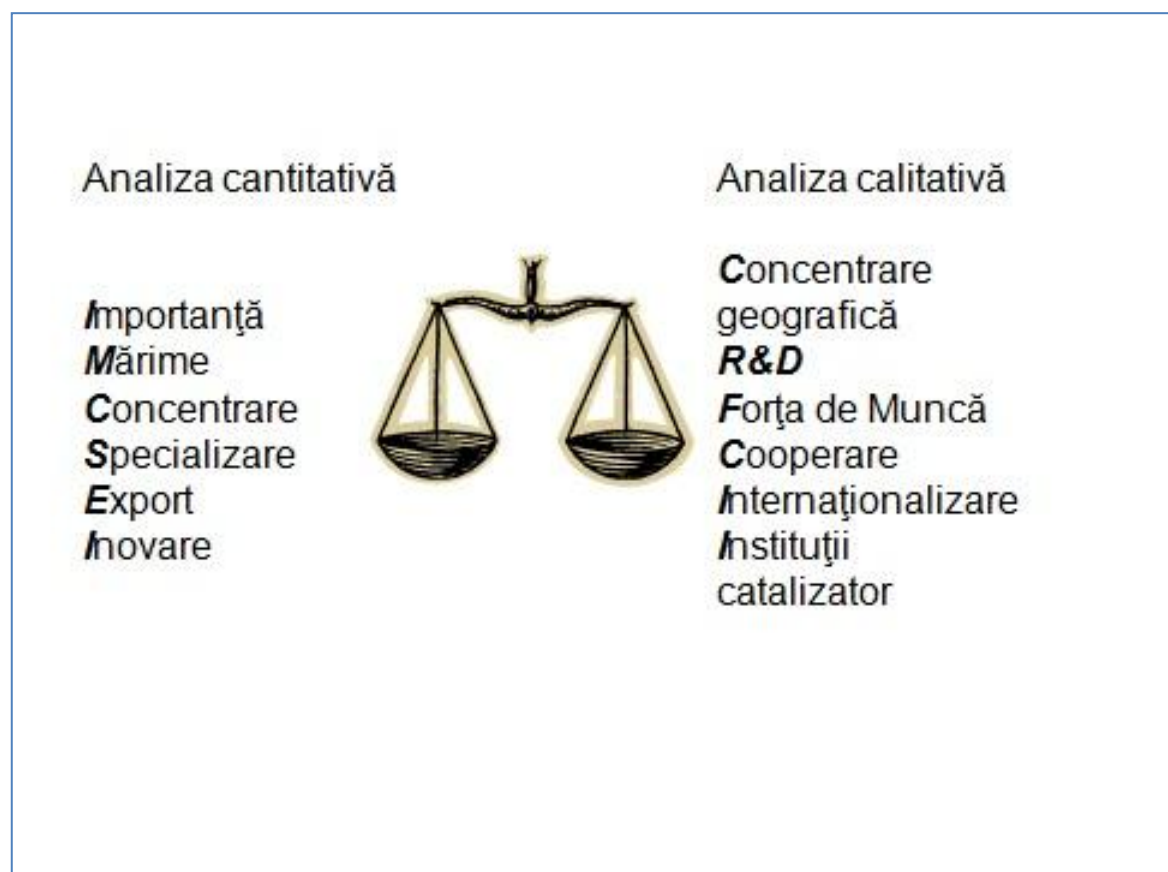 Analiza cantitativă
Importanţă
Mărime
Concentrare
Specializare
Export
Inovare
Analiza calitativă
Concentrare
geografică
R&D
Forţa de Muncă
Cooperare
Internaţionalizare
Instituţii
catalizator